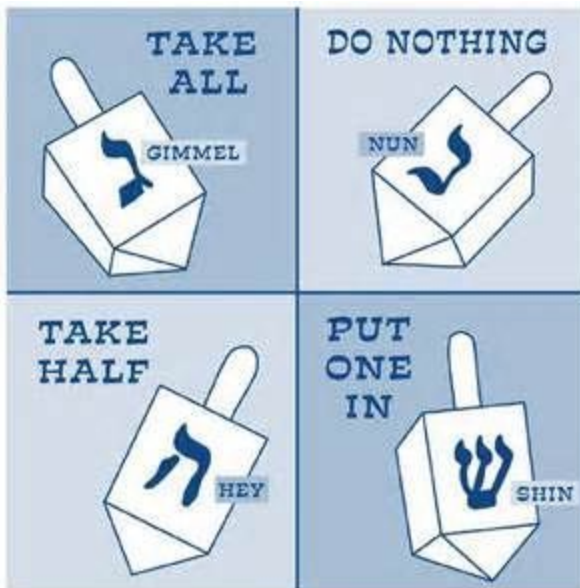 TAKE
ALL
ג
GIMMEL
DO NOTHING
NUN
נ
TAKE
HALF
ה
HEY
PUT
ONE
IN
ש
SHIN